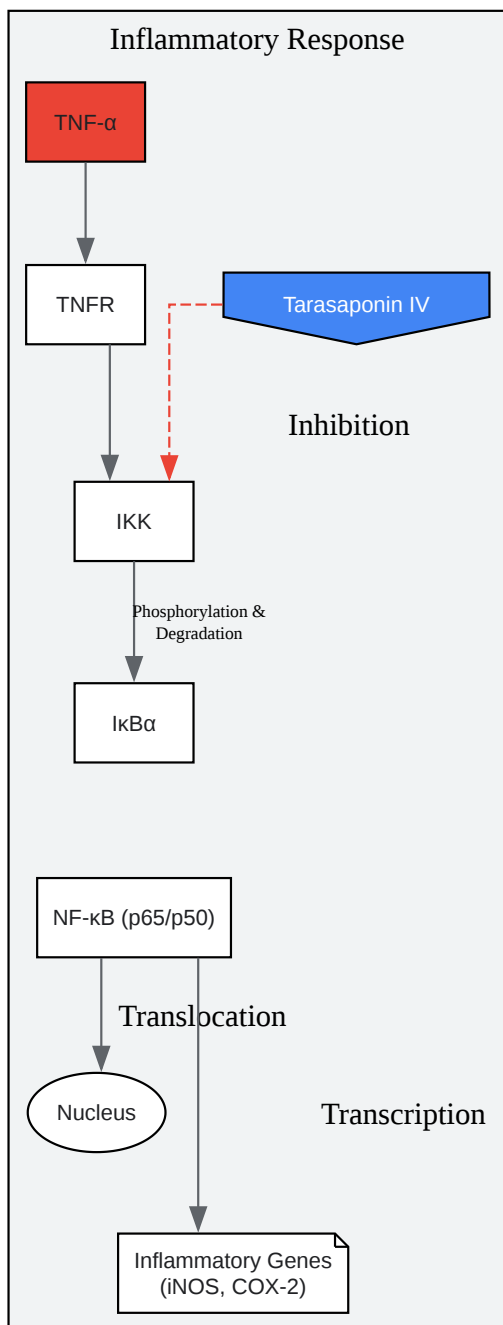 Inflammatory Response
TNF-α
TNFR
Tarasaponin IV
Inhibition
IKK
Phosphorylation &
Degradation
IκBα
NF-κB (p65/p50)
Translocation
Nucleus
Transcription
Inflammatory Genes
(iNOS, COX-2)